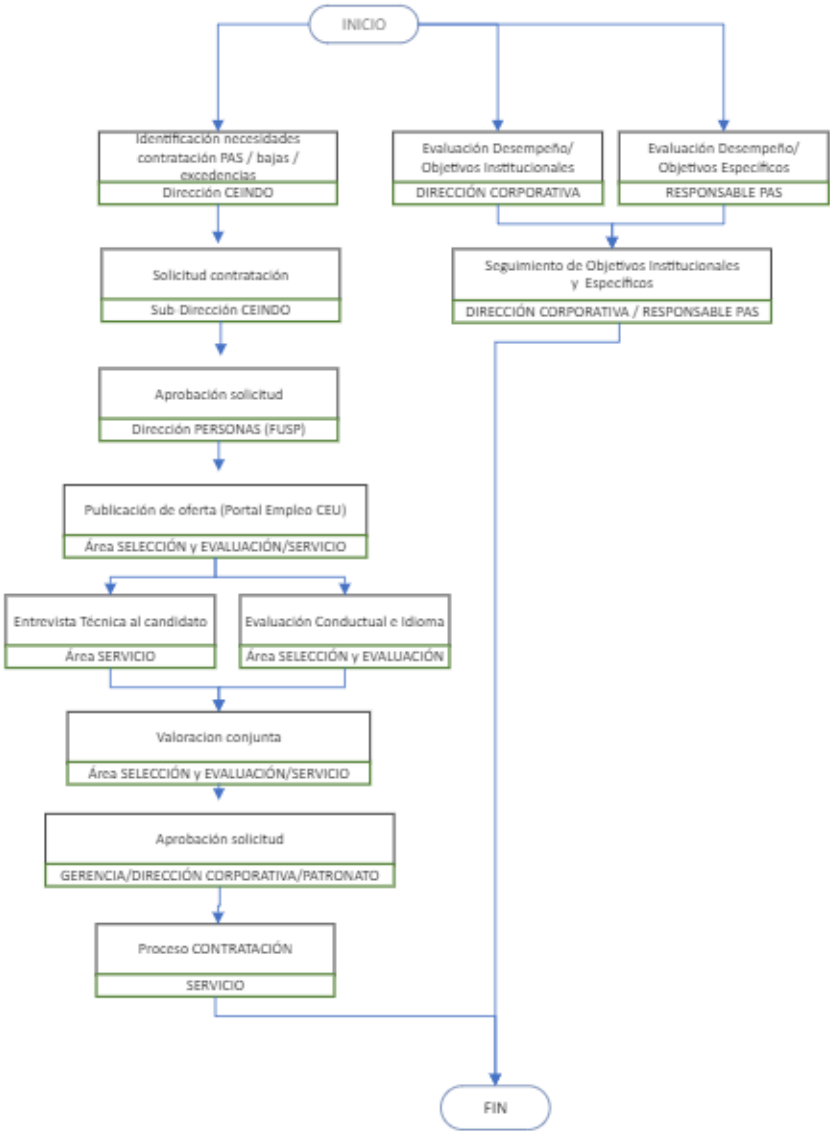 INICIO
Identificación necesidades
contratación PAS / bajas /
excedencias
Dirección CEINDO
Evaluación Desempeño/
Objetivos Institucionales
DIRECCIÓN CORPORATIVA
Evaluación Desempeño/
Objetivos Específicos
RESPONSABLE PAS
Solicitud contratación
Sub-Dirección CEINDO
Seguimiento de Objetivos Institucionales
y Específicos
DIRECCIÓN CORPORATIVA / RESPONSABLE PAS
Aprobación solicitud
Dirección PERSONAS (FUSP)
Publicación de oferta (Portal Empleo CEU)
Área SELECCIÓN y EVALUACIÓN/SERVICIO
Entrevista Técnica al candidato
Área SERVICIO
Evaluación Conductual e Idioma
Área SELECCIÓN y EVALUACIÓN
Valoracion conjunta
Área SELECCIÓN y EVALUACIÓN/SERVICIO
Aprobación solicitud
GERENCIA/DIRECCIÓN CORPORATIVA/PATRONATO
Proceso CONTRATACIÓN
SERVICIO
FIN